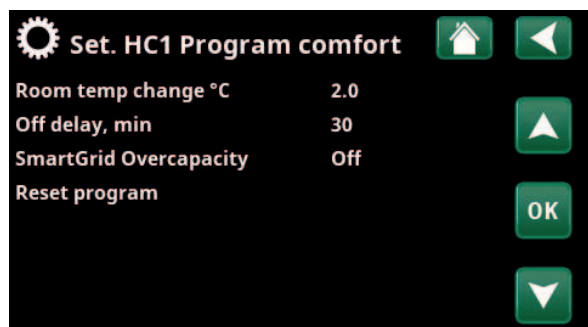 Set. HC1 Program comfort
Room temp change °C 2.0
Off delay, min 30
SmartGrid Overcapacity Off
Reset program
OK